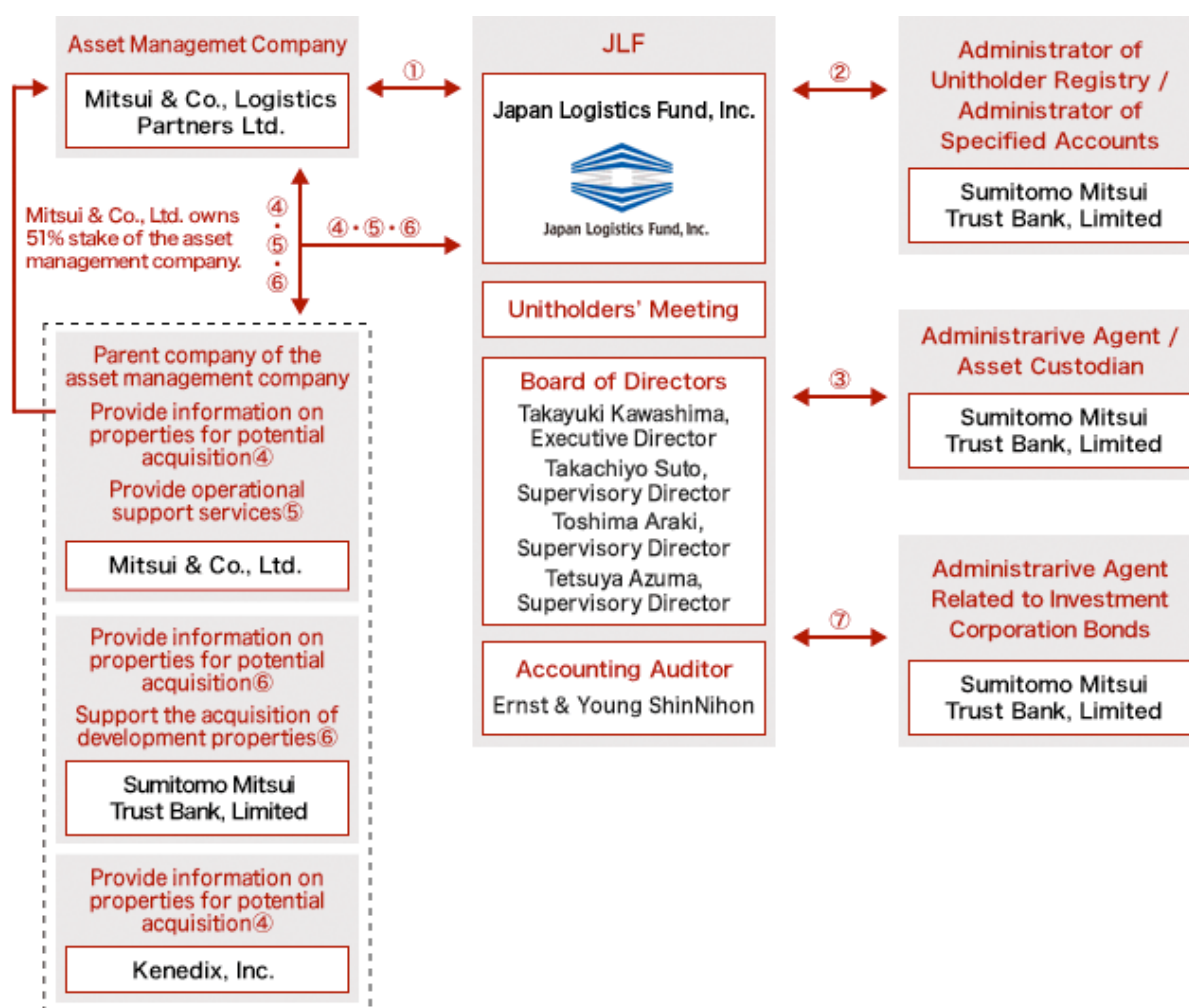 Asset Managemet Company
Mitsui & Co., Logistics
Partners Ltd.
①
Mitsui & Co., Ltd. owns
51% stake of the asset
management company.
④
・
⑤
・
⑥
④・⑤・⑥
Parent company of the
asset management company
Provide information on
properties for potential
acquisition④
Provide operational
support services⑤
Mitsui & Co., Ltd.
Provide information on
properties for potential
acquisition⑥
Support the acquisition of
development properties⑥
Sumitomo Mitsui
Trust Bank, Limited
Provide information on
properties for potential
acquisition④
Kenedix, Inc.
JLF
Japan Logistics Fund, Inc.
Japan Logistics Fund, Inc.
Unitholders' Meeting
Board of Directors
Takayuki Kawashima,
Executive Director
Takachiyo Suto,
Supervisory Director
Toshima Araki,
Supervisory Director
Tetsuya Azuma,
Supervisory Director
Accounting Auditor
Ernst & Young ShinNihon
②
Administrator of
Unitholder Registry /
Administrator of
Specified Accounts
Sumitomo Mitsui
Trust Bank, Limited
③
Administrarive Agent /
Asset Custodian
Sumitomo Mitsui
Trust Bank, Limited
⑦
Administrarive Agent
Related to Investment
Corporation Bonds
Sumitomo Mitsui
Trust Bank, Limited